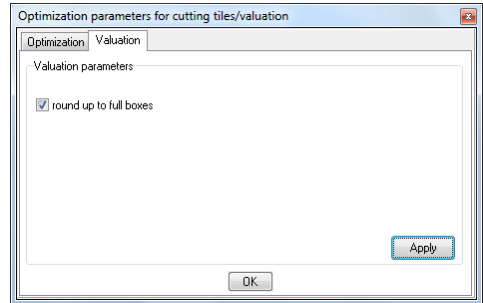 Optimization parameters for cutting tiles/valuation
Optimization Valuation
Valuation parameters
round up to full boxes
Apply
OK